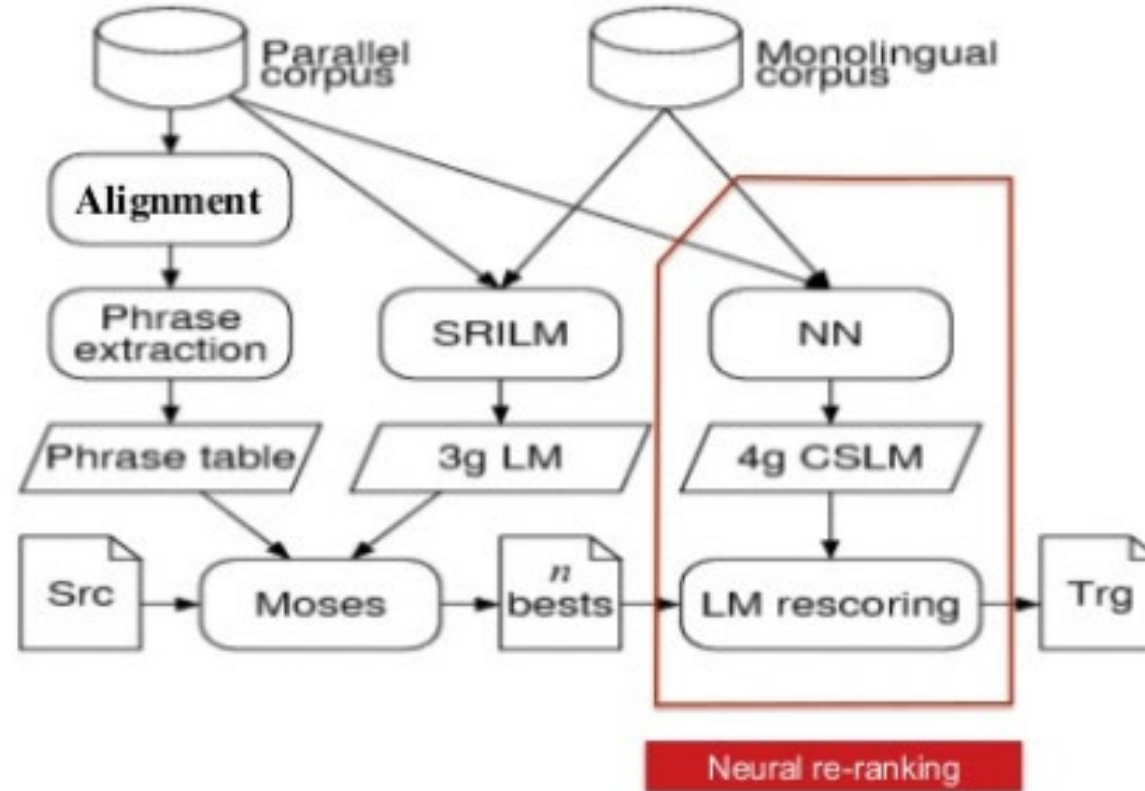 Parallel
corpus
Monolingual
corpus
Alignment
Phrase
extraction
SRILM
NN
Phrase table
3g LM
4g CSLM
Src
Moses
n
bests
LM rescoring
Trg
Neural re-ranking